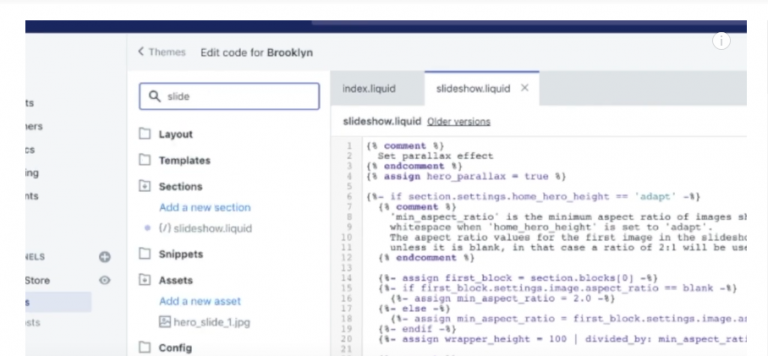 Themes
Edit code for Brooklyn
ts
ners
cs
ing
nts
NELS
Store
s
sts
slide
Layout
Templates
Sections
Add a new section
(/) slideshow.liquid
Snippets
Assets
Add a new asset
hero_slide_1.jpg
Config
index.liquid
slideshow.liquid ×
slideshow.liquid Older versions
1 {% comment %}
2 Set parallax effect
3 {% endcomment %}
4 {% assign hero_parallax = true %}
5
6 {%- if section.settings.home_hero_height == 'adapt' -%}
7 {% comment %}
8 'min_aspect_ratio' is the minimum aspect ratio of images sh
9 whitespace when 'home_hero_height' is set to 'adapt'.
10 The aspect ratio values for the first image in the slidesho
11 unless it is blank, in that case a ratio of 2:1 will be use
12 {% endcomment %}
13
14 {%- assign first_block = section.blocks[0] -%}
15 {%- if first_block.settings.image.aspect_ratio == blank -%}
16 {%- assign min_aspect_ratio = 2.0 -%}
17 {%- else -%}
18 {%- assign min_aspect_ratio = first_block.settings.image.as
19 {%- endif -%}
20 {%- assign wrapper_height = 100 | divided_by: min_aspect_rati
21